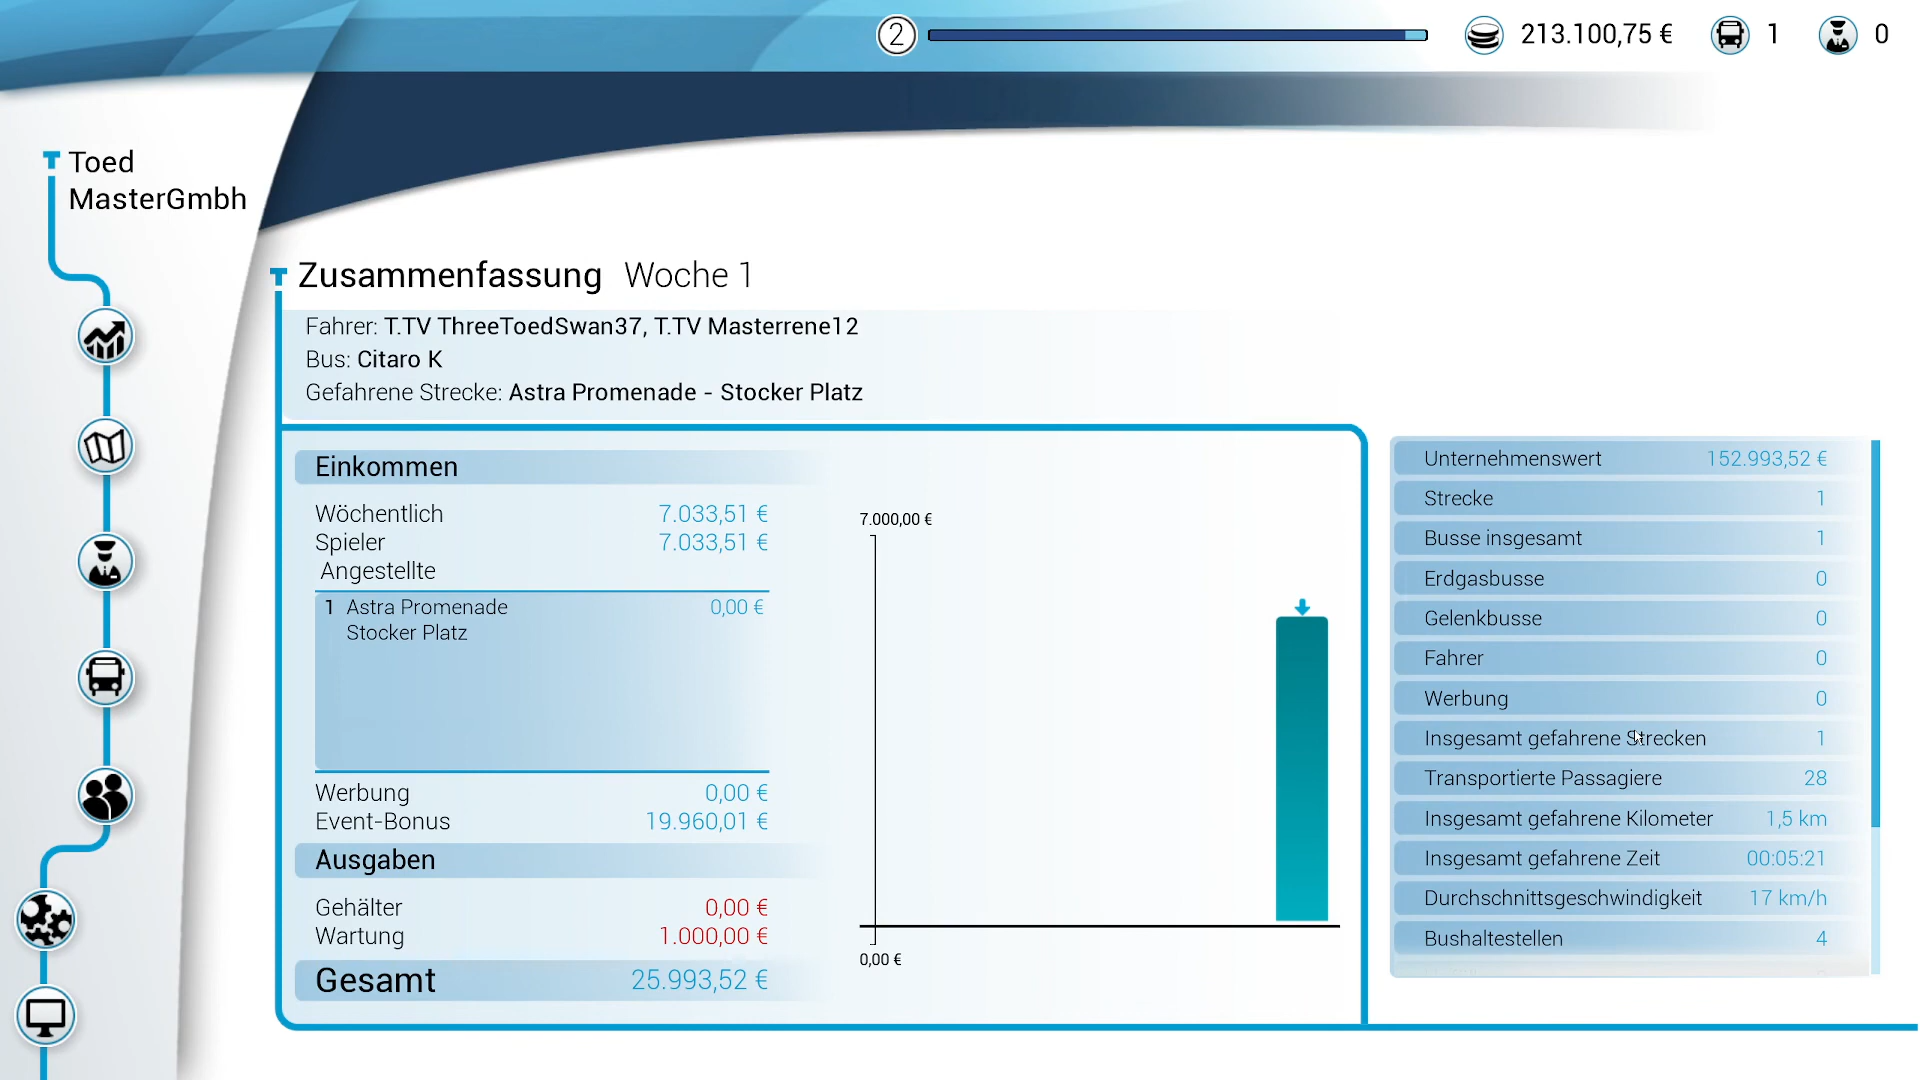 2
213.100,75 €
1
0
Toed
MasterGmbh
Zusammenfassung Woche 1
Fahrer: T.TV ThreeToedSwan37, T.TV Masterrene12
Bus: Citaro K
Gefahrene Strecke: Astra Promenade - Stocker Platz
Einkommen
Wöchentlich 7.033,51 €
Spieler 7.033,51 €
Angestellte
1 Astra Promenade 0,00 €
Stocker Platz
Werbung 0,00 €
Event-Bonus 19.960,01 €
Ausgaben
Gehälter 0,00 €
Wartung 1.000,00 €
Gesamt 25.993,52 €
7.000,00 €
0,00 €
Unternehmenswert 152.993,52 €
Strecke 1
Busse insgesamt 1
Erdgasbusse 0
Gelenkbusse 0
Fahrer 0
Werbung 0
Insgesamt gefahrene Strecken 1
Transportierte Passagiere 28
Insgesamt gefahrene Kilometer 1,5 km
Insgesamt gefahrene Zeit 00:05:21
Durchschnittsgeschwindigkeit 17 km/h
Bushaltestellen 4